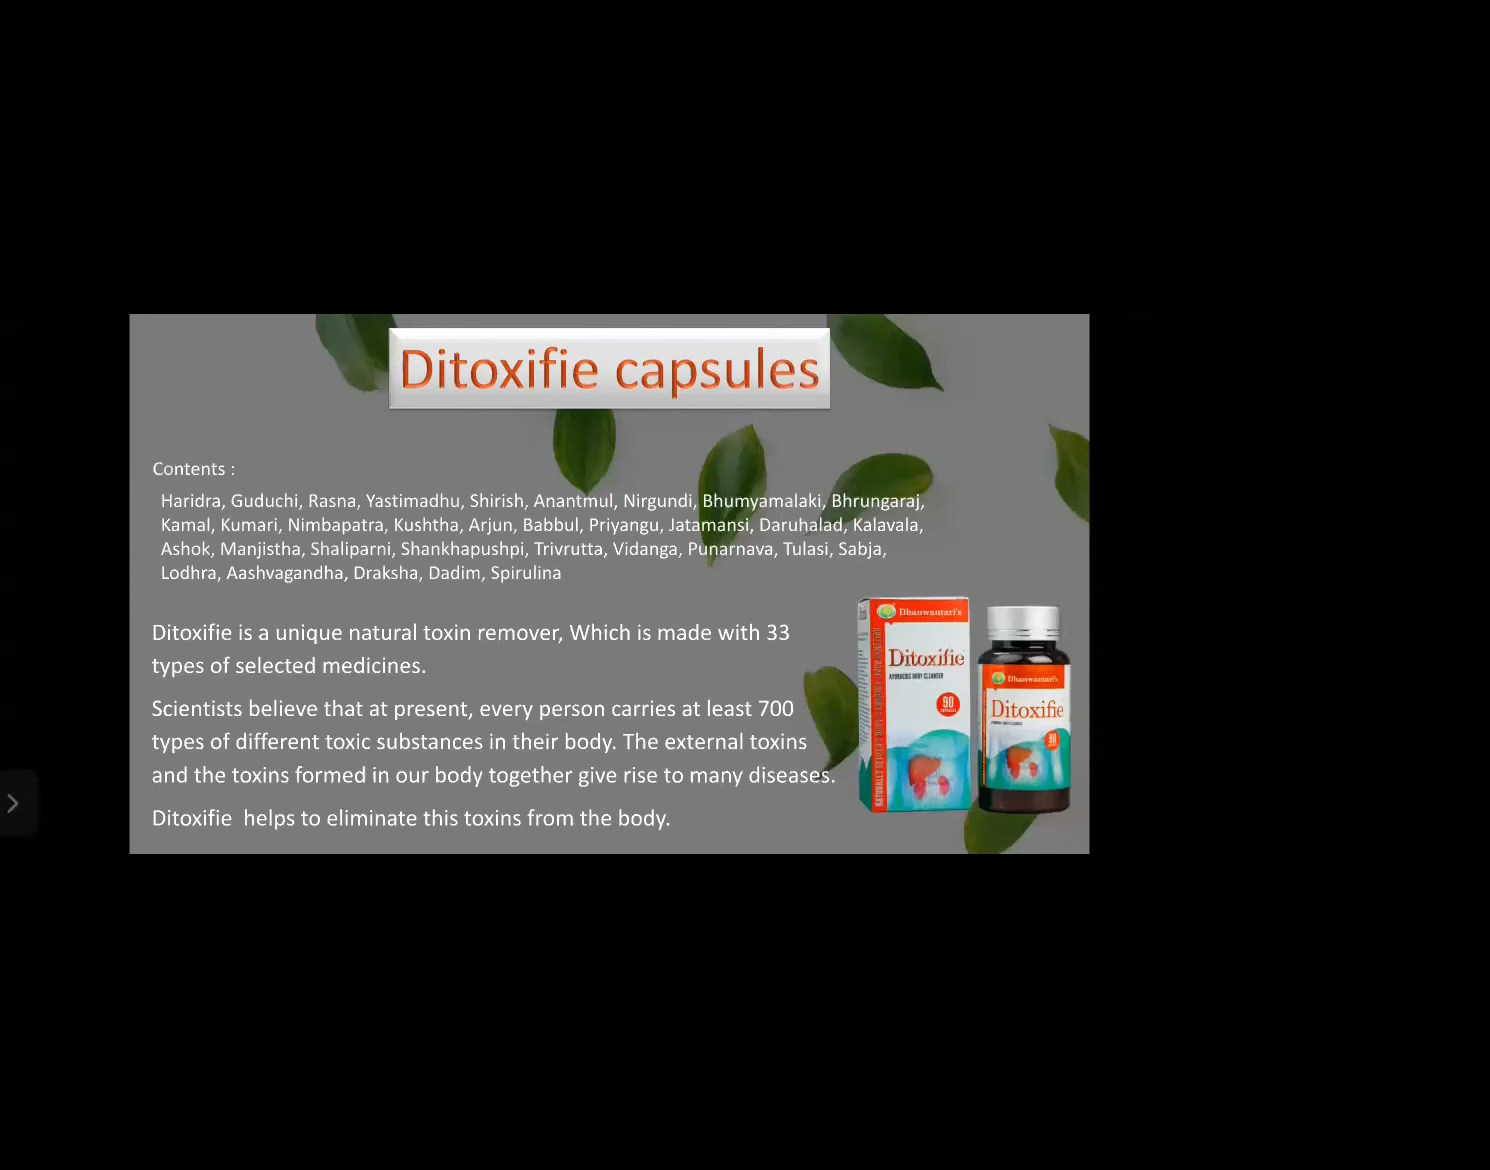 Ditoxifie capsules
Contents :
Haridra, Guduchi, Rasna, Yastimadhu, Shirish, Anantmul, Nirgundi, Bhumyamalaki, Bhrungaraj,
Kamal, Kumari, Nimbapatra, Kushtha, Arjun, Babbul, Priyangu, Jatamansi, Daruhalad, Kalavala,
Ashok, Manjistha, Shaliparni, Shankhapushpi, Trivrutta, Vidanga, Punarnava, Tulasi, Sabja,
Lodhra, Aashvagandha, Draksha, Dadim, Spirulina
Ditoxifie is a unique natural toxin remover, Which is made with 33
types of selected medicines.
Scientists believe that at present, every person carries at least 700
types of different toxic substances in their body. The external toxins
and the toxins formed in our body together give rise to many diseases.
Ditoxifie helps to eliminate this toxins from the body.
Dhanwantari's
Ditoxifie
AYURVEDIC BODY CLEANSER
90
CAPSULES
Dhanwantari's
Ditoxifie
90